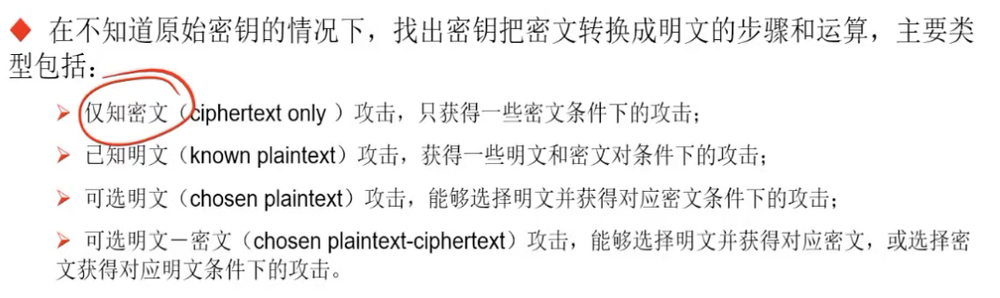 ◆ 在不知道原始密钥的情况下，找出密钥把密文转换成明文的步骤和运算，主要类
型包括：
➢ 仅知密文（ciphertext only ）攻击，只获得一些密文条件下的攻击；
➢ 已知明文（known plaintext）攻击，获得一些明文和密文对条件下的攻击；
➢ 可选明文（chosen plaintext）攻击，能够选择明文并获得对应密文条件下的攻击；
➢ 可选明文－密文（chosen plaintext-ciphertext）攻击，能够选择明文并获得对应密文，或选择密
文获得对应明文条件下的攻击。